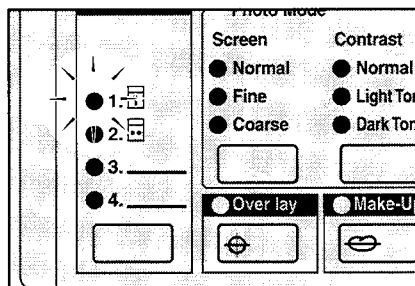 Photo Mode
Screen
Contrast
Normal
Normal
Fine
Light Ton
Coarse
Dark Ton
1.
2.
3.
4.
Over lay
Make-Up